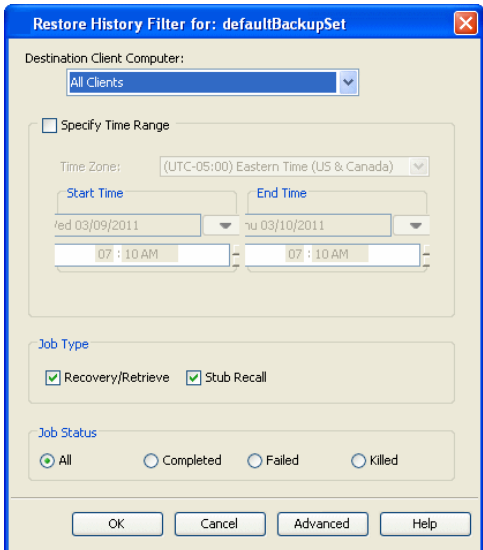 Restore History Filter for: defaultBackupSet
Destination Client Computer:
All Clients
Specify Time Range
Time Zone: (UTC-05:00) Eastern Time (US & Canada)
Start Time End Time
ed 03/09/2011 hu 03/10/2011
07 : 10 AM 07 : 10 AM
Job Type
Recovery/Retrieve Stub Recall
Job Status
All Completed Failed Killed
OK Cancel Advanced Help